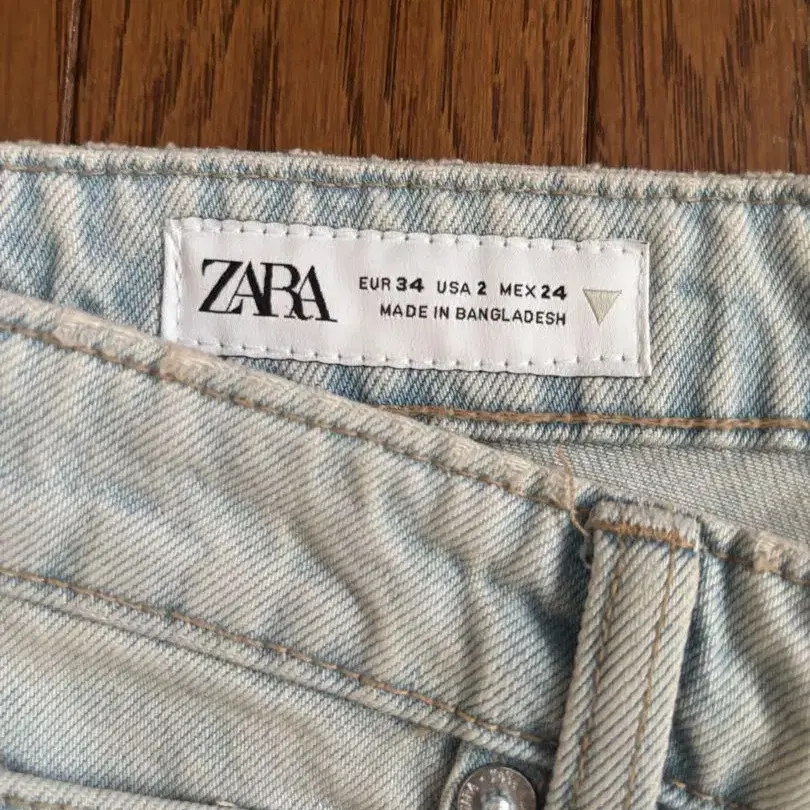 ZARA
EUR 34 USA 2 MEX 24
MADE IN BANGLADESH